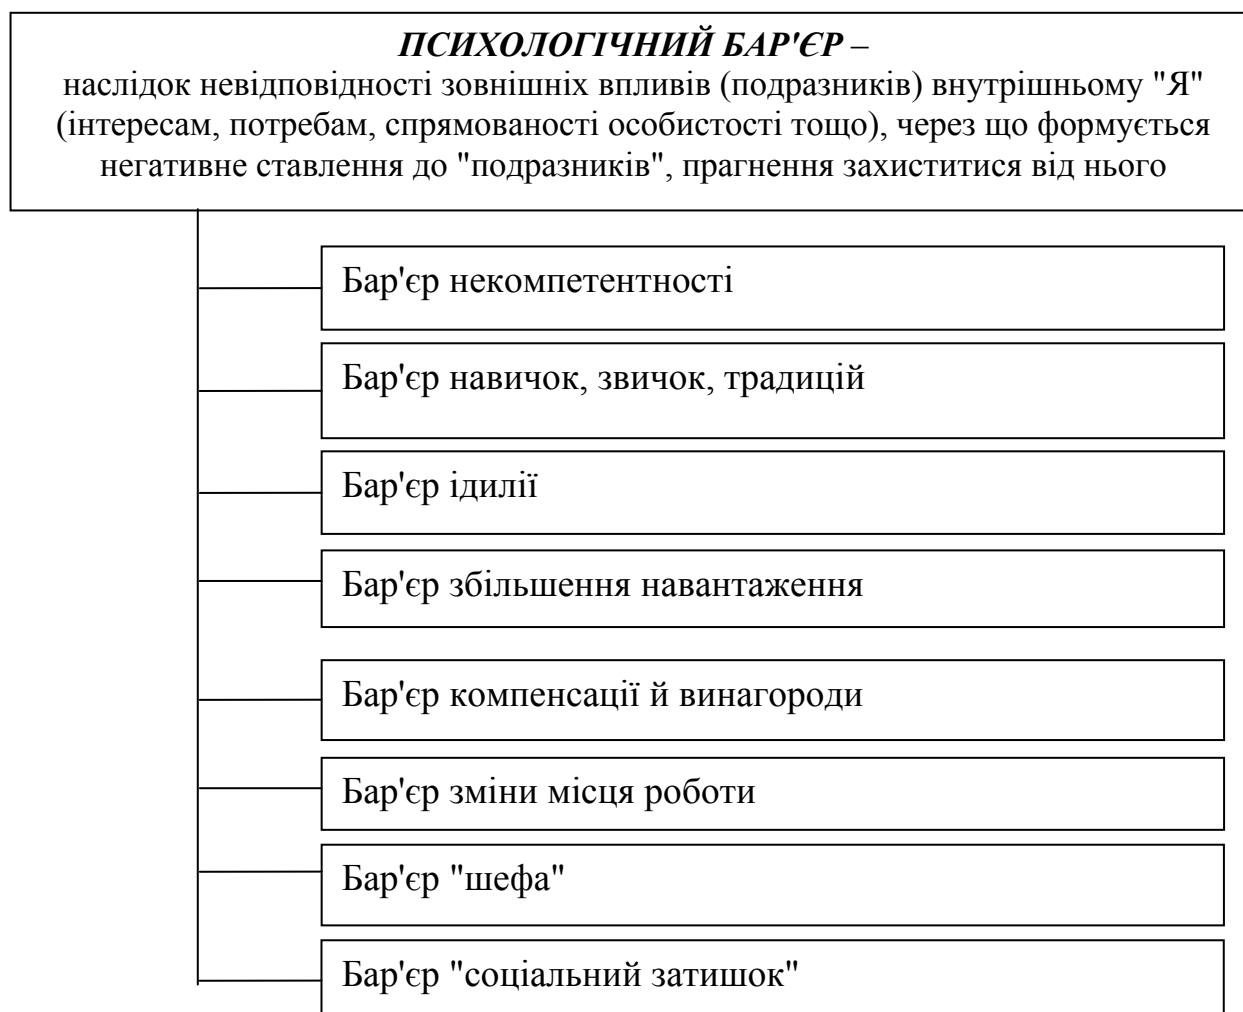 ПСИХОЛОГІЧНИЙ БАР'ЄР –
наслідок невідповідності зовнішніх впливів (подразників) внутрішньому "Я"
(інтересам, потребам, спрямованості особистості тощо), через що формується
негативне ставлення до "подразників", прагнення захиститися від нього
Бар'єр некомпетентності
Бар'єр навичок, звичок, традицій
Бар'єр ідилії
Бар'єр збільшення навантаження
Бар'єр компенсації й винагороди
Бар'єр зміни місця роботи
Бар'єр "шефа"
Бар'єр "соціальний затишок"